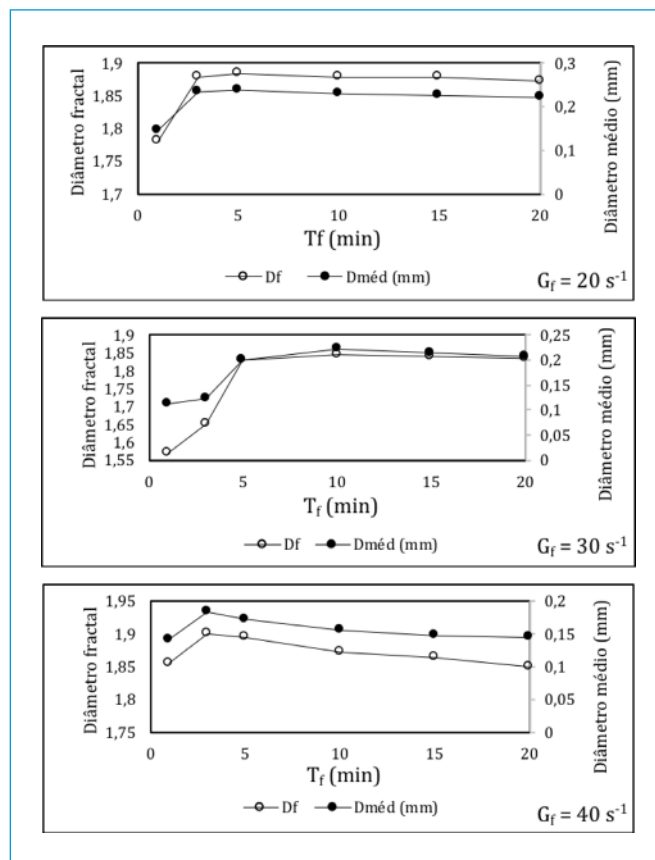 Diâmetro fractal
1,9
1,85
1,8
1,75
1,7
0,3
0,2
0,1
0
Diâmetro médio (mm)
0 5 10 15 20
Tf (min)
Df Dméd (mm)
G_f = 20 s⁻¹
Diâmetro fractal
1,9
1,85
1,8
1,75
1,7
1,65
1,6
1,55
0,25
0,2
0,15
0,1
0,05
0
Diâmetro médio (mm)
0 5 10 15 20
T_f (min)
Df Dméd (mm)
G_f = 30 s⁻¹
Diâmetro fractal
1,95
1,9
1,85
1,8
1,75
0,2
0,15
0,1
0,05
0
Diâmetro médio (mm)
0 5 10 15 20
T_f (min)
Df Dméd (mm)
G_f = 40 s⁻¹